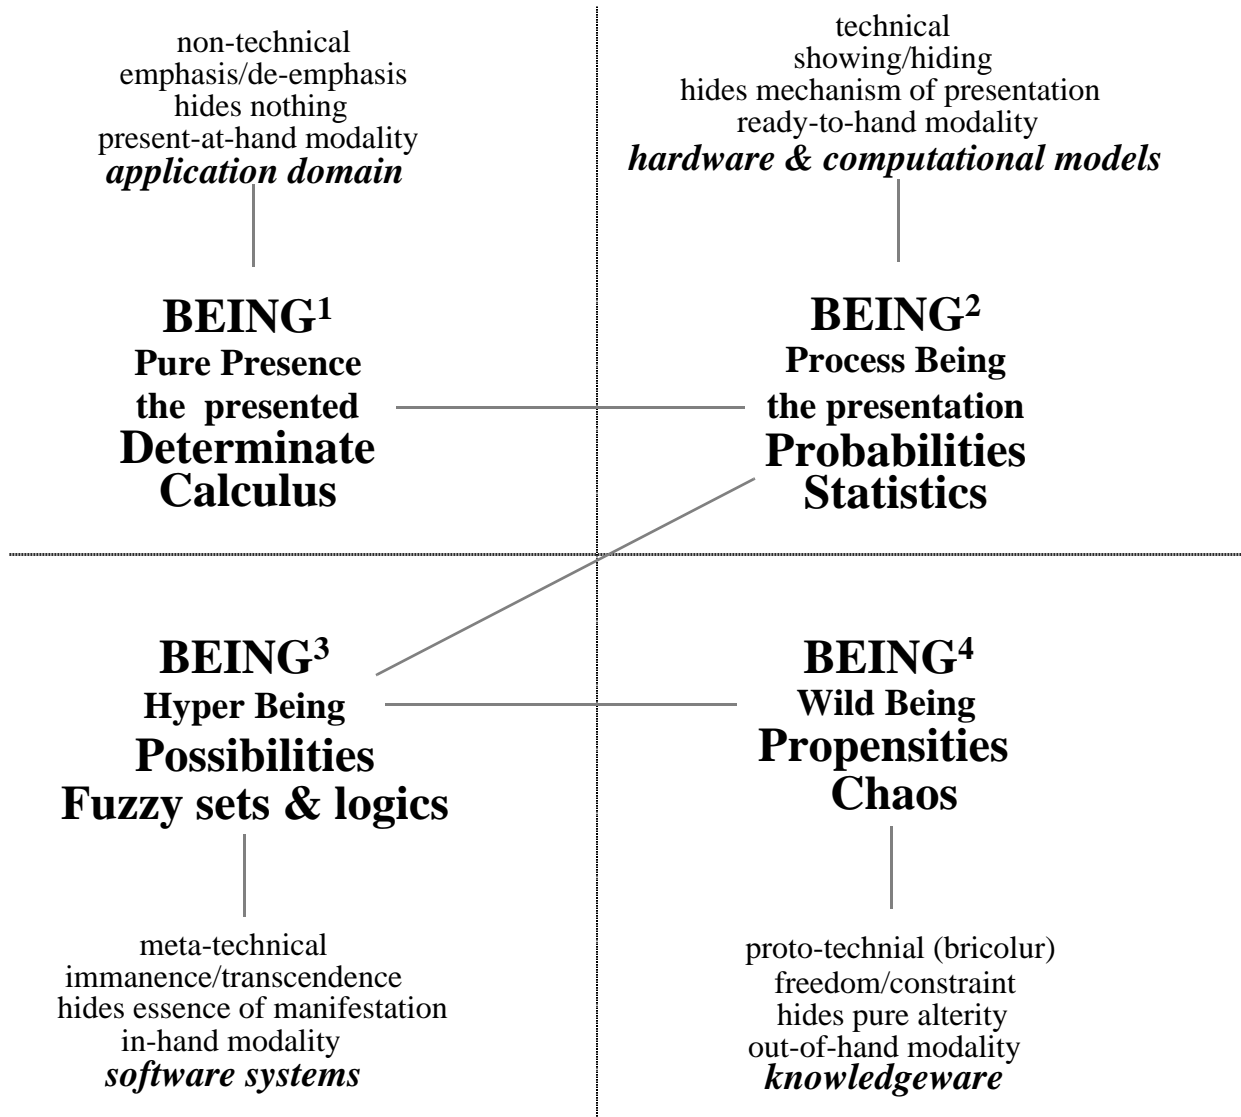 non-technical
emphasis/de-emphasis
hides nothing
present-at-hand modality
application domain
BEING¹
Pure Presence
the presented
Determinate
Calculus
technical
showing/hiding
hides mechanism of presentation
ready-to-hand modality
hardware & computational models
BEING²
Process Being
the presentation
Probabilities
Statistics
BEING³
Hyper Being
Possibilities
Fuzzy sets & logics
meta-technical
immanence/transcendence
hides essence of manifestation
in-hand modality
software systems
BEING⁴
Wild Being
Propensities
Chaos
proto-technial (bricolur)
freedom/constraint
hides pure alterity
out-of-hand modality
knowledgeware